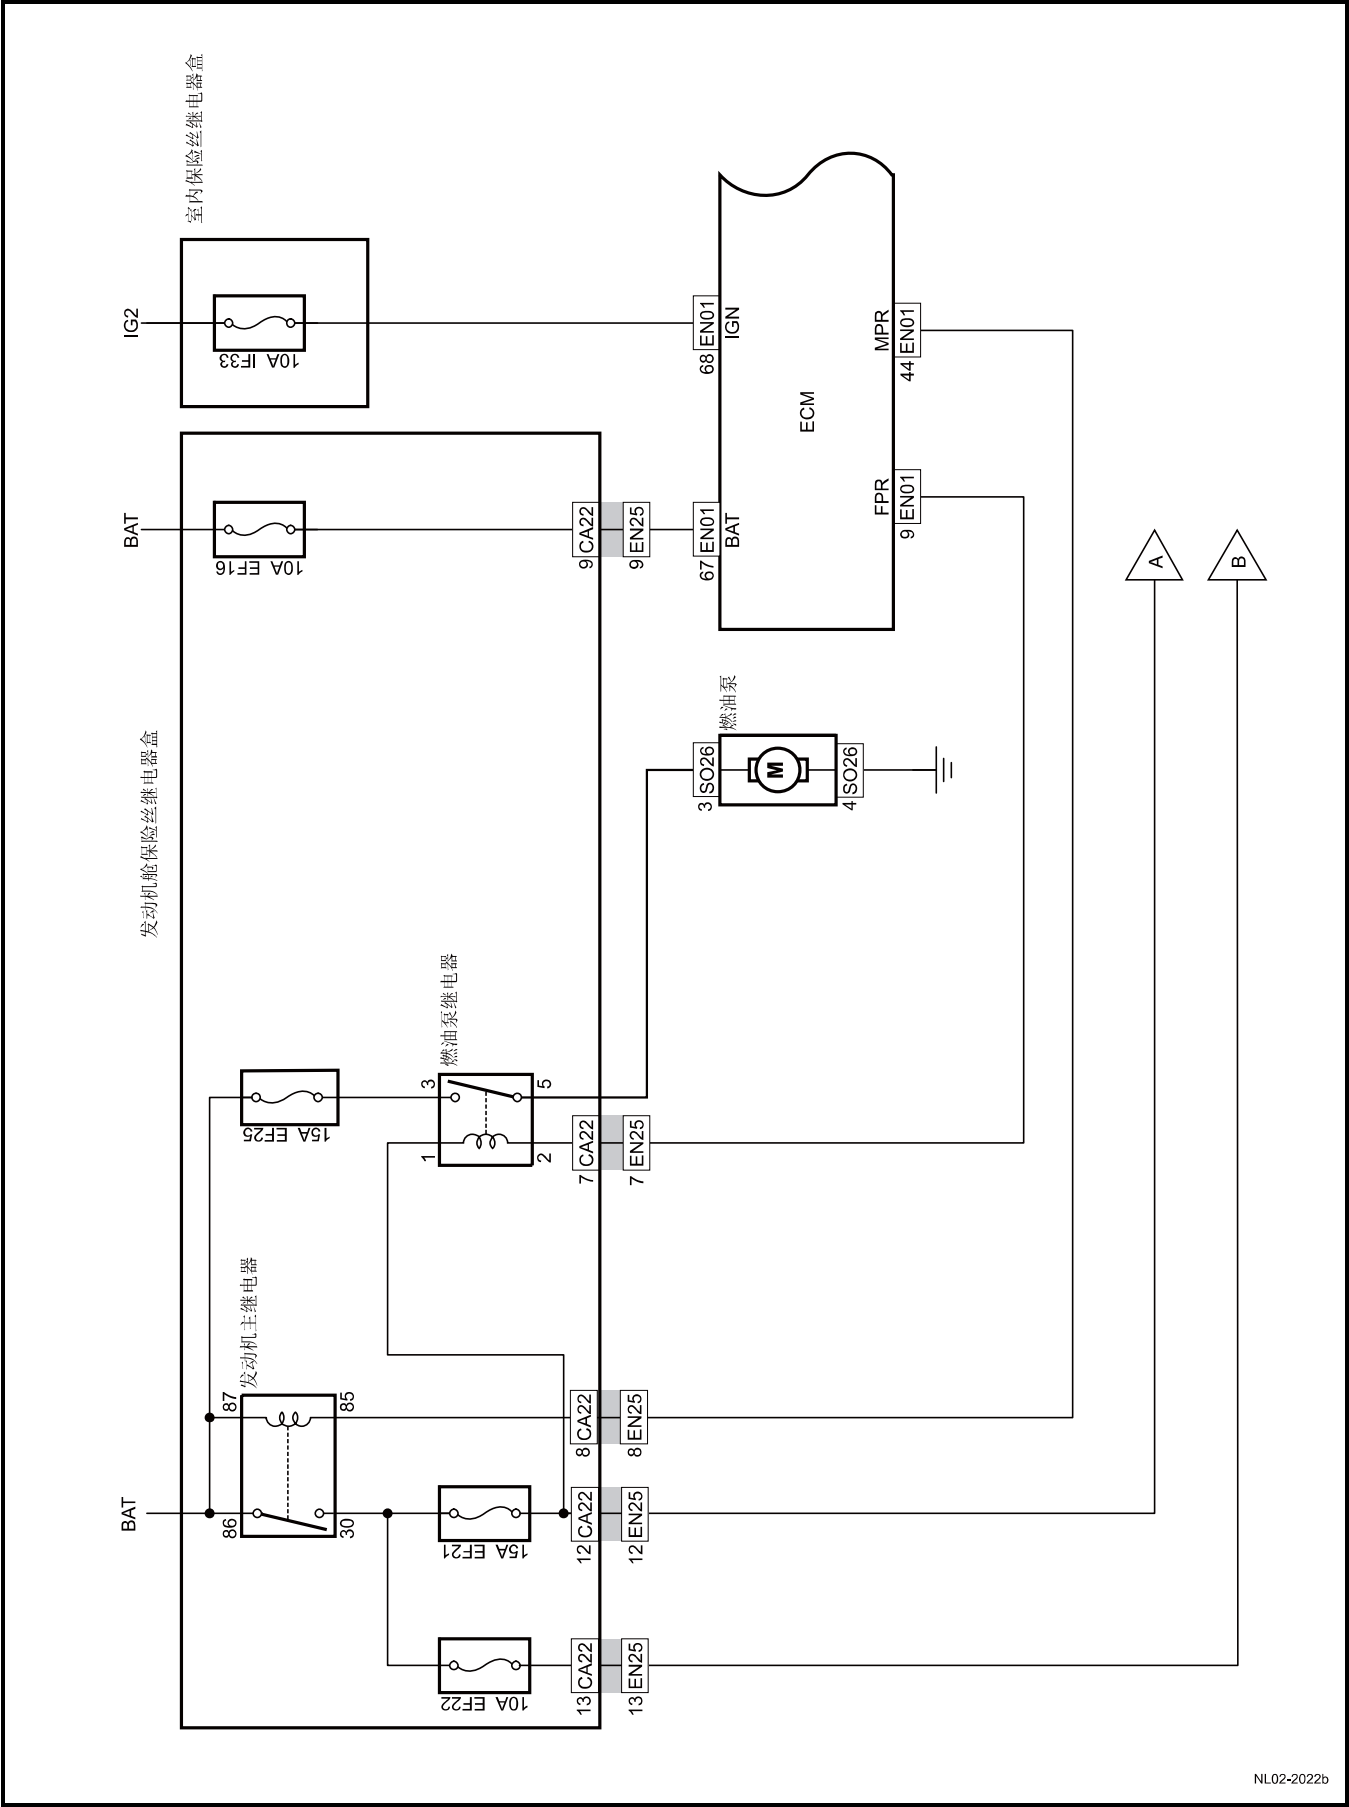 室内保险丝继电器盒
IG2
10A IF33
68 EN01
IGN
MPR
44 EN01
ECM
发动机舱保险丝继电器盒
BAT
10A EF16
9 CA22
9 EN25
67 EN01
BAT
FPR
9 EN01
A
B
燃油泵
3 SO26
M
4 SO26
燃油泵继电器
15A EF25
3
5
1
2
7 CA22
7 EN25
发动机主继电器
87
85
8 CA22
8 EN25
BAT
86
30
15A EF21
12 CA22
12 EN25
10A EF22
13 CA22
13 EN25
NL02-2022b